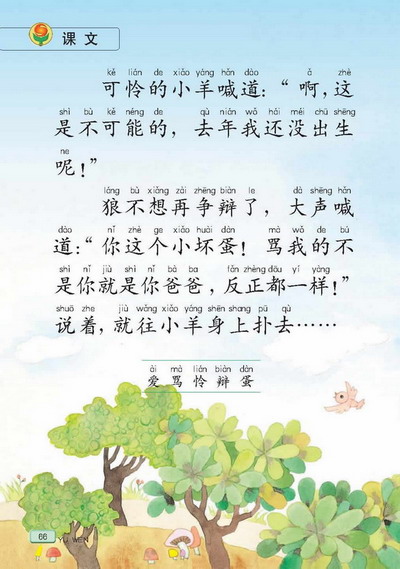 课文
kě lián de xiǎo yáng hǎn dào ā zhè
可怜的小羊喊道：“啊，这
shì bù kě néng de qù nián wǒ hái méi chū shēng
是不可能的，去年我还没出生
ne
呢！”
láng bù xiǎng zài zhēng biàn le dà shēng hǎn
狼不想再争辩了，大声喊
dào nǐ zhè ge xiǎo huài dàn mà wǒ de bú
道：“你这个小坏蛋！骂我的不
shì nǐ jiù shì nǐ bà ba fǎn zhèng dōu yí yàng
是你就是你爸爸，反正都一样！”
shuō zhe jiù wǎng xiǎo yáng shēn shang pū qù
说着，就往小羊身上扑去……
ài mà lián biàn dàn
爱骂怜辩蛋
66
YU WEN